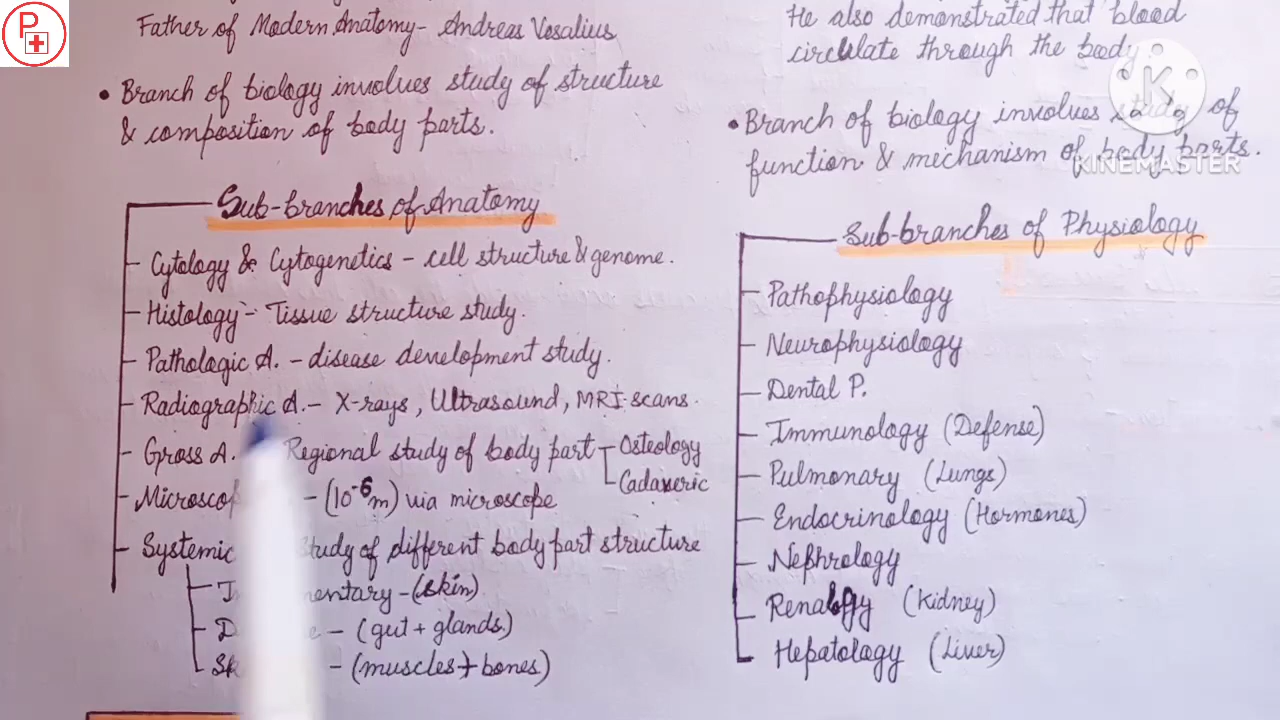 P
Father of Modern Anatomy- Andreas Vesalius
• Branch of biology involves study of structure
& composition of body parts.
Sub-branches of Anatomy
Cytology & Cytogenetics - cell structure & genome.
Histology - Tissue structure study.
Pathologic A. - disease development study.
Radiographic A. - X-rays, Ultrasound, MRI scans.
Gross A. Regional study of body part Osteology
Cadaveric
- (10⁻⁶m) via microscope
Systemic study of different body part structure
- (skin)
- (gut + glands)
- (muscles + bones)
He also demonstrated that blood
circulate through the body.
• Branch of biology involves study of
function & mechanism of body parts.
KINEMASTER
Sub-branches of Physiology
Pathophysiology
Neurophysiology
Dental P.
Immunology (Defense)
Pulmonary (Lungs)
Endocrinology (Hormones)
Nephrology
Renalogy (Kidney)
Hepatology (Liver)